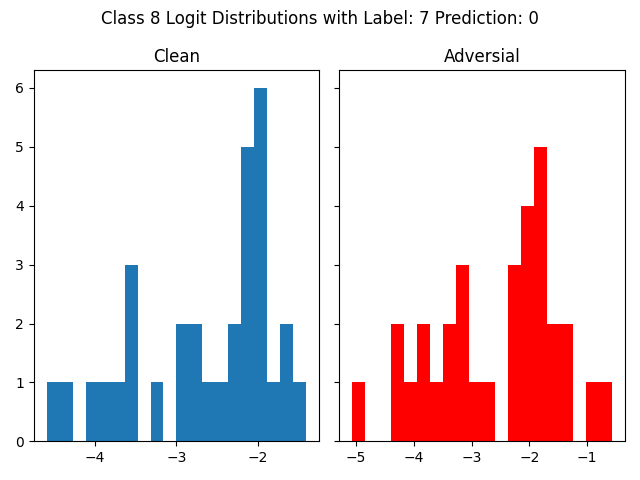 Class 8 Logit Distributions with Label: 7 Prediction: 0
Clean
Adversial
6
5
4
3
2
1
0
−4 −3 −2
−5 −4 −3 −2 −1